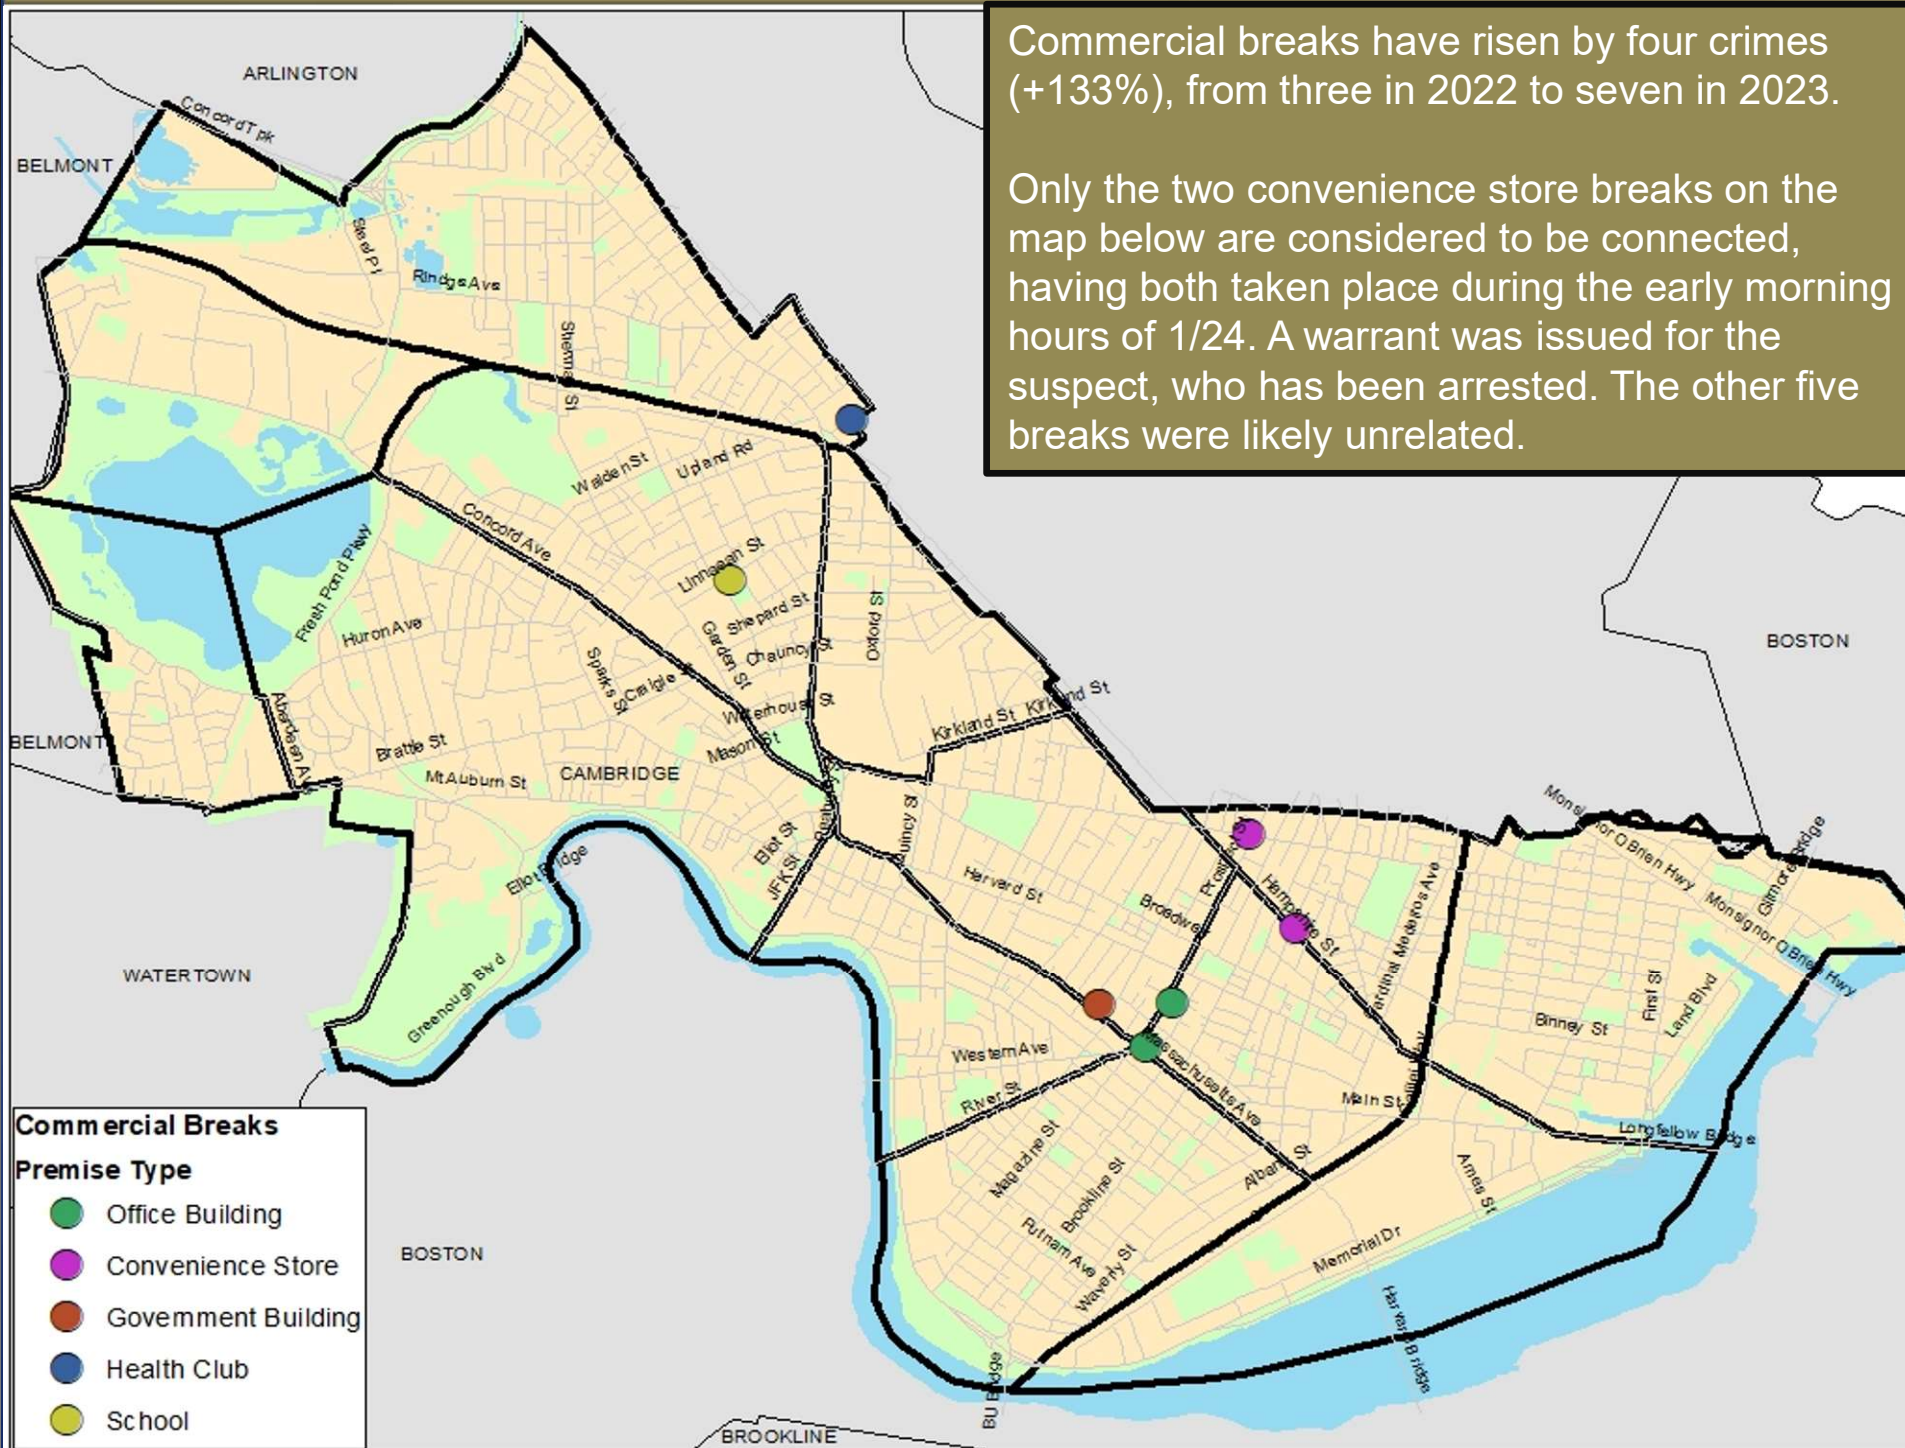 Commercial breaks have risen by four crimes
(+133%), from three in 2022 to seven in 2023.
Only the two convenience store breaks on the
map below are considered to be connected,
having both taken place during the early morning
hours of 1/24. A warrant was issued for the
suspect, who has been arrested. The other five
breaks were likely unrelated.
ARLINGTON
Concord Tpk
BELMONT
Steel Pl
Rindge Ave
Sherman St
Walden St
Upland Rd
Concord Ave
Linnaean St
Fresh Pond Pkwy
Huron Ave
Shepard St
Garden St
Chauncy St
Oxford St
Sparks St
Craigie St
Waterhouse St
Kirkland St
Kirkland St
BOSTON
BELMONT
Aberdeen Ave
Brattle St
Mason St
Mt Auburn St
CAMBRIDGE
Quincy St
Eliot St
JFK St
Eliot Bridge
Harvard St
Broadway
Hampshire St
Cardinal Medeiros Ave
Monsignor O Brien Hwy
Gilmore Bridge
Monsignor O Brien Hwy
WATERTOWN
Greenough Blvd
First St
Land Blvd
Binney St
Western Ave
Massachusetts Ave
River St
Main St
Longfellow Bridge
Magazine St
Brookline St
Albany St
Ames St
Putnam Ave
Waverly St
Memorial Dr
Harvard Bridge
BU Bridge
BOSTON
BROOKLINE
Commercial Breaks
Premise Type
Office Building
Convenience Store
Government Building
Health Club
School